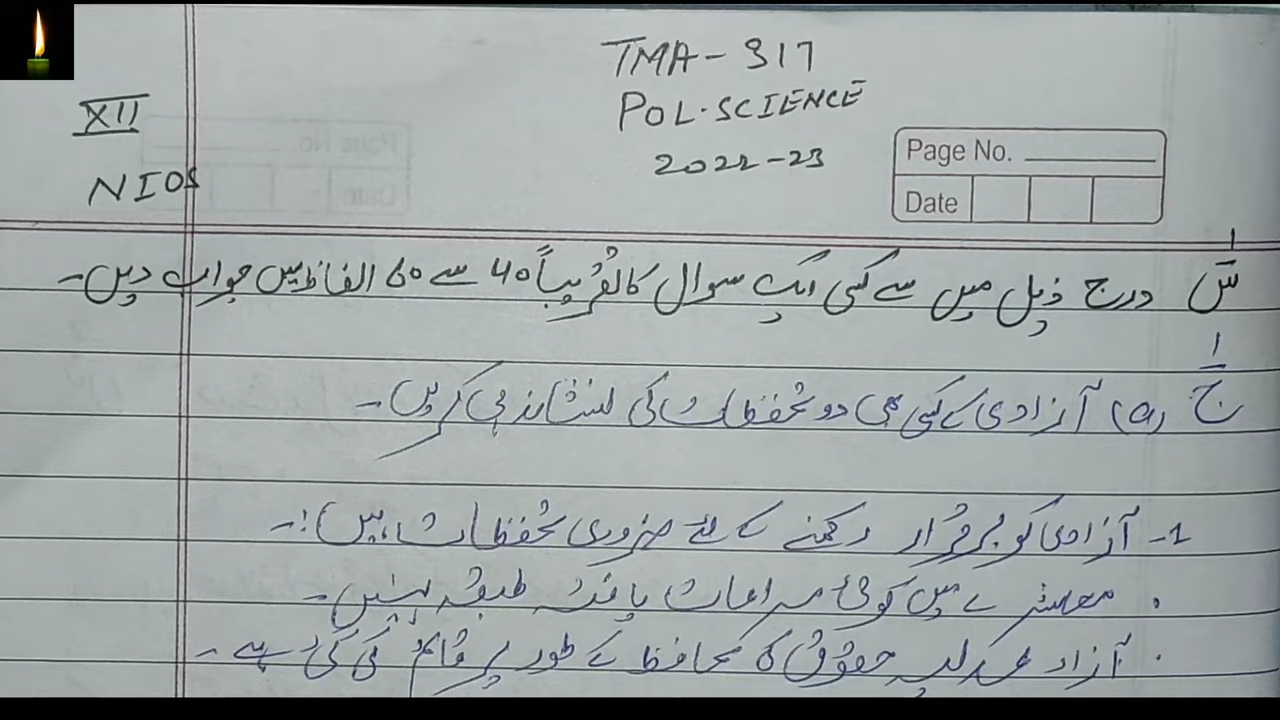 TMA-317
POL.SCIENCE
2022-23
XII
NIOS
Page No.
Date
س ۱ درج ذیل میں سے کسی ایک سوال کا تقریباً 40 سے 60 الفاظ میں جواب دیں۔
ج ۱ (a) آزادی کے کسی بھی دو تحفظات کی نشاندہی کریں۔
1- آزادی کو برقرار رکھنے کے لئے ضروری تحفظات ہیں:-
. معاشرے میں کوئی مراعات یافتہ طبقہ نہیں۔
. آزاد عدلیہ حقوق کا محافظ کے طور پر قائم کی گئی ہے۔